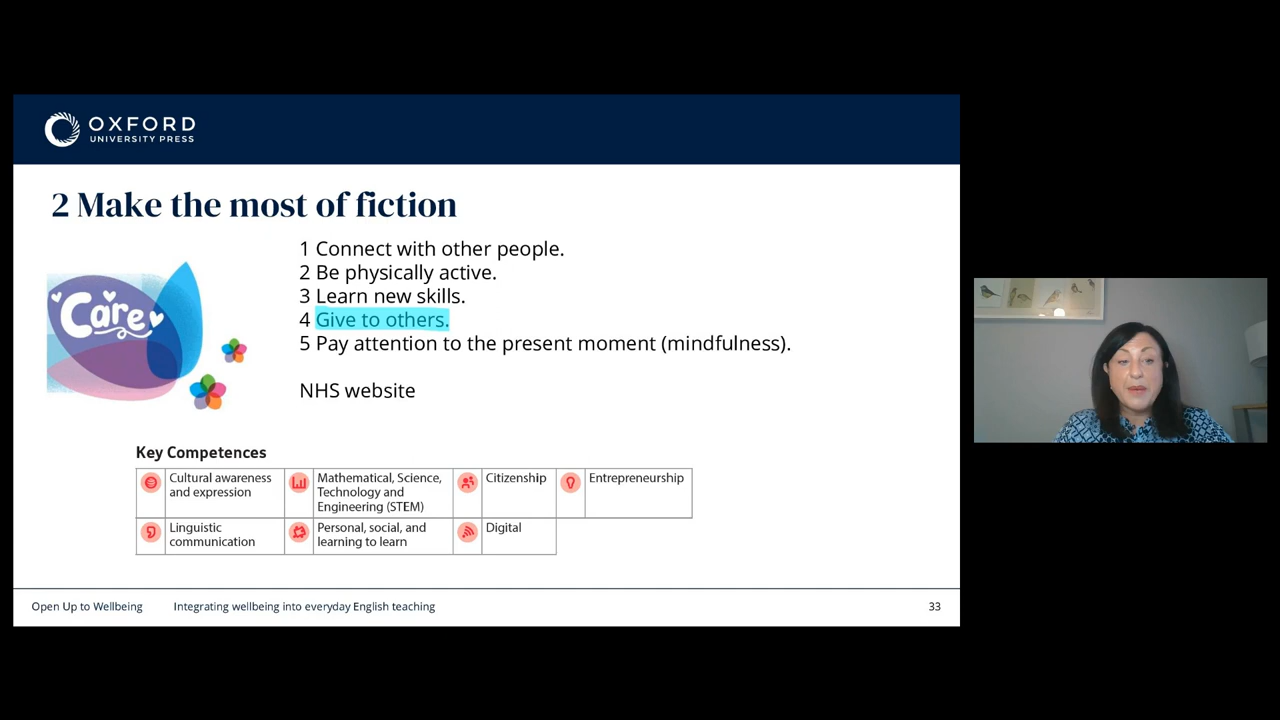 OXFORD
UNIVERSITY PRESS
2 Make the most of fiction
1 Connect with other people.
2 Be physically active.
3 Learn new skills.
4 Give to others.
5 Pay attention to the present moment (mindfulness).
Care
NHS website
Key Competences
Cultural awareness
and expression
Mathematical, Science,
Technology and
Engineering (STEM)
Citizenship
Entrepreneurship
Linguistic
communication
Personal, social, and
learning to learn
Digital
Open Up to Wellbeing
Integrating wellbeing into everyday English teaching
33